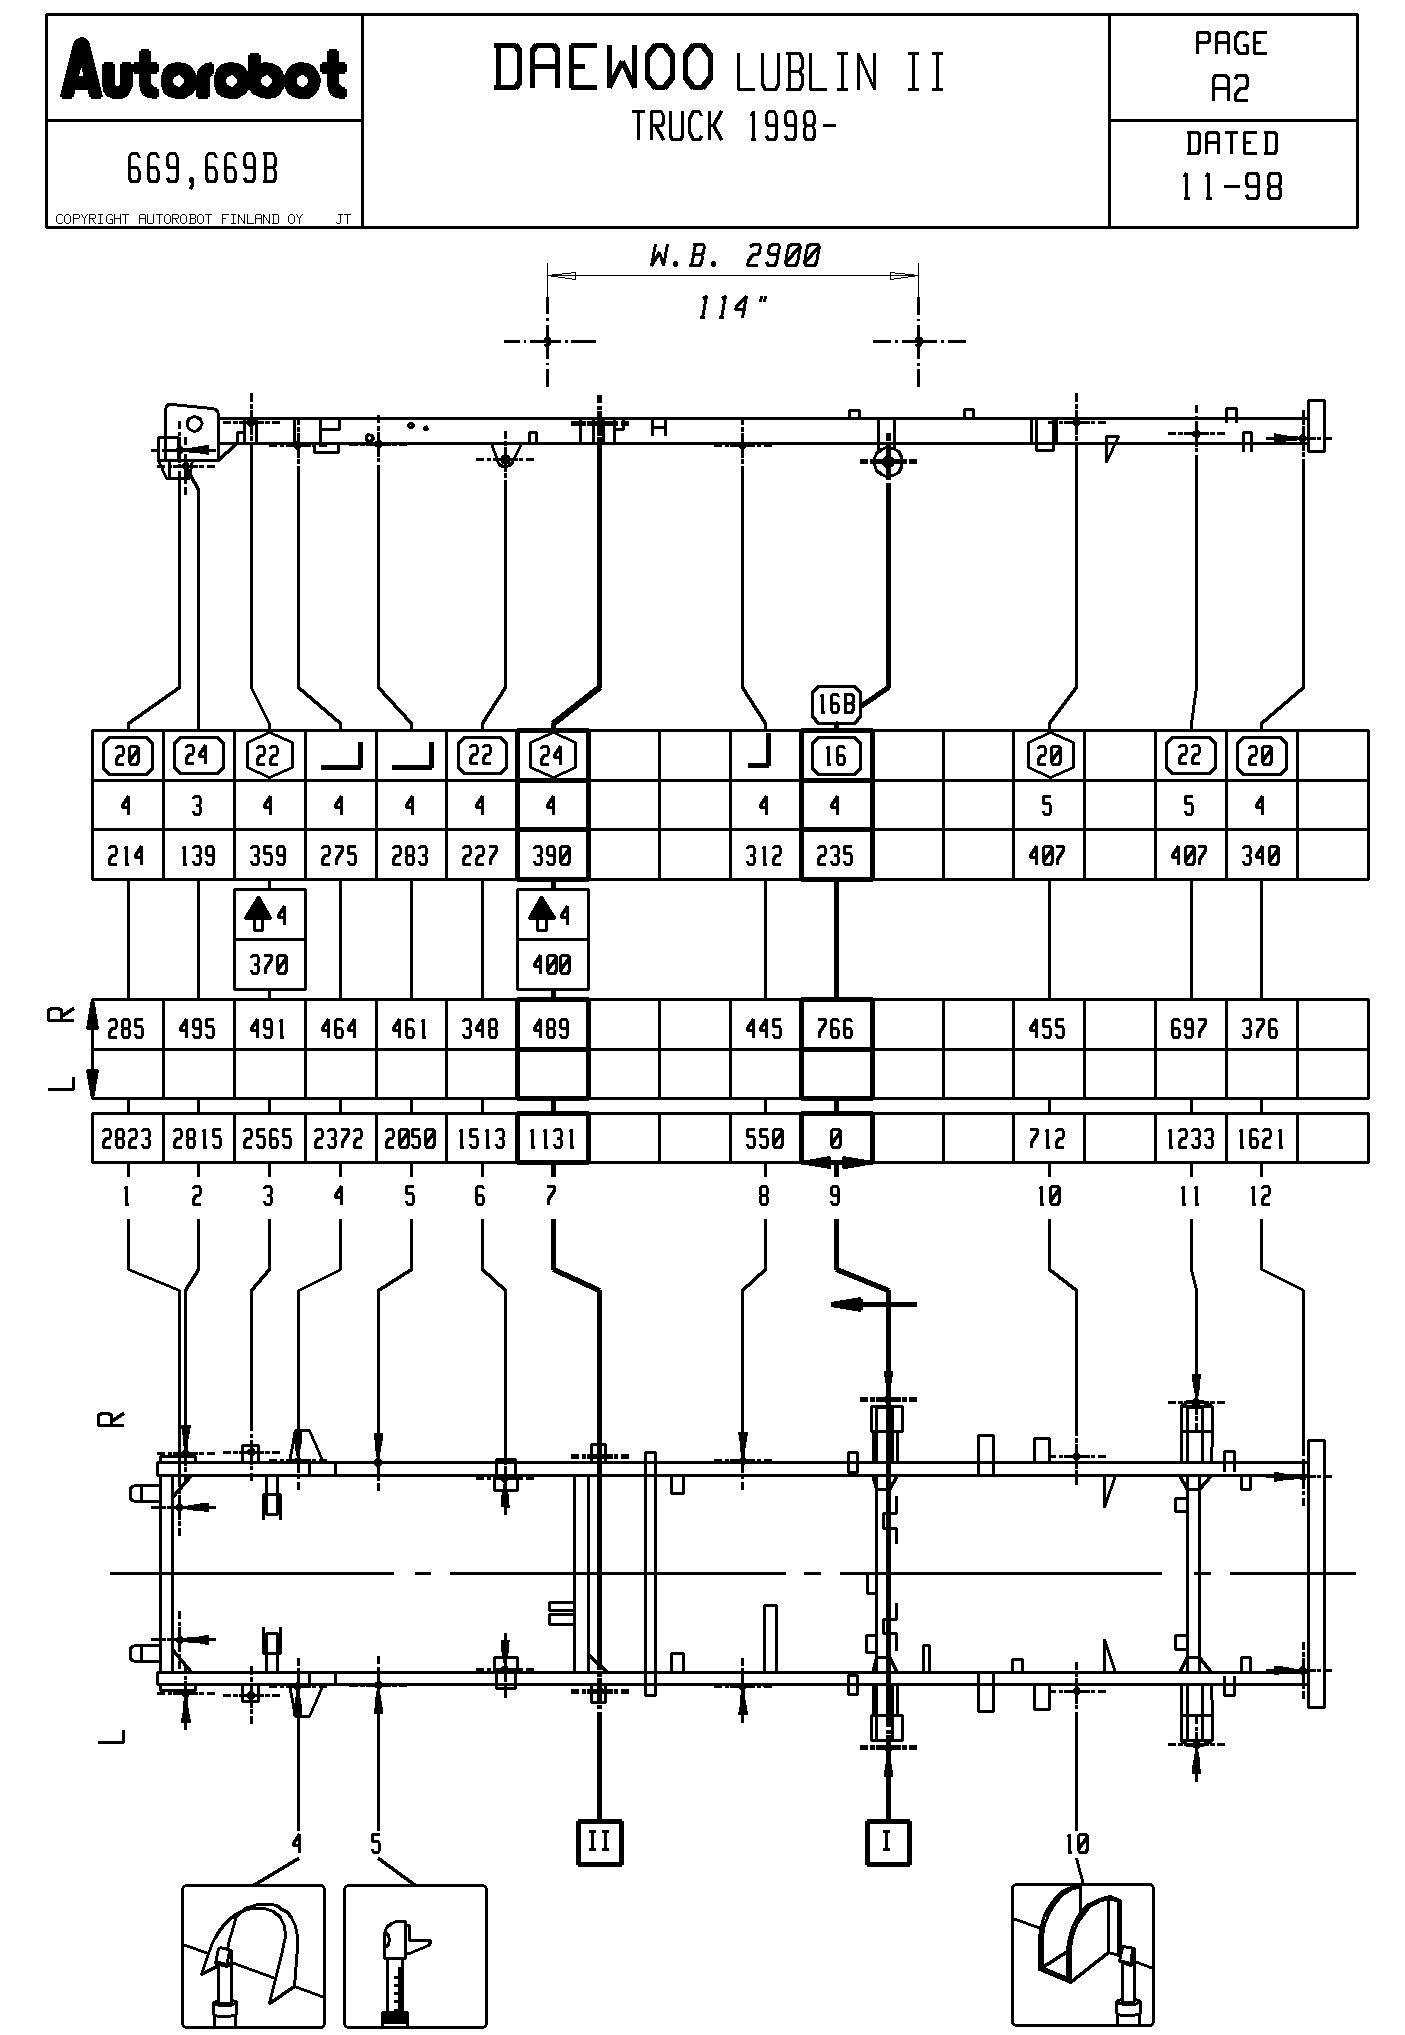 Autorobot
669,669B
COPYRIGHT AUTOROBOT FINLAND OY JT
DAEWOO LUBLIN II
TRUCK 1998-
PAGE
A2
DATED
11-98
W.B. 2900
114"
16B
20 24 22 22 24 16 20 22 20
4 3 4 4 4 4 4 4 4 5 5 4
214 139 359 275 283 227 390 312 235 407 407 340
4 4
370 400
R
285 495 491 464 461 348 489 445 766 455 697 376
L
2823 2815 2565 2372 2050 1513 1131 550 0 712 1233 1621
1 2 3 4 5 6 7 8 9 10 11 12
R
L
4 5 II I 10